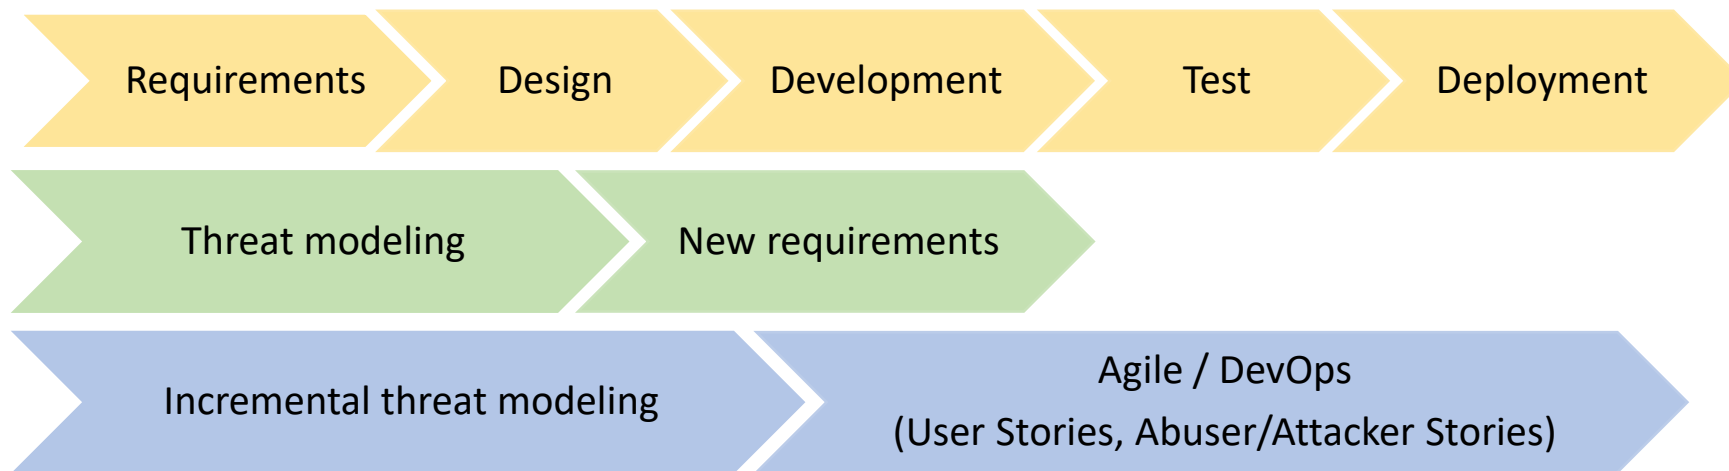 Requirements
Design
Development
Test
Deployment
Threat modeling
New requirements
Incremental threat modeling
Agile / DevOps
(User Stories, Abuser/Attacker Stories)